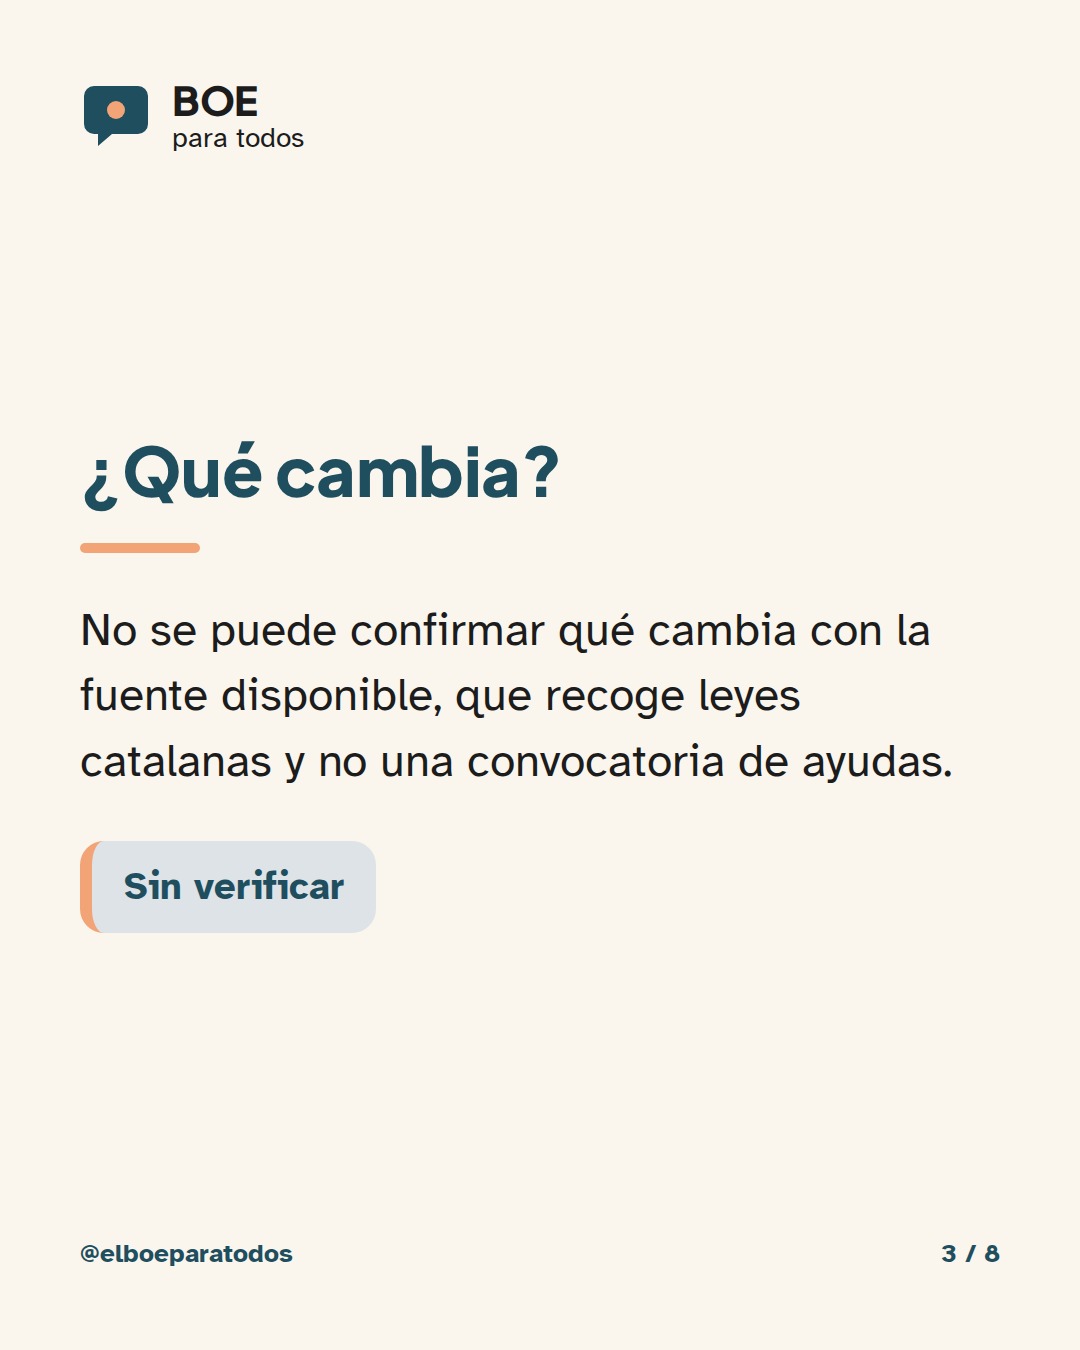 BOE
para todos
¿Qué cambia?
No se puede confirmar qué cambia con la
fuente disponible, que recoge leyes
catalanas y no una convocatoria de ayudas.
Sin verificar
@elboeparatodos
3 / 8